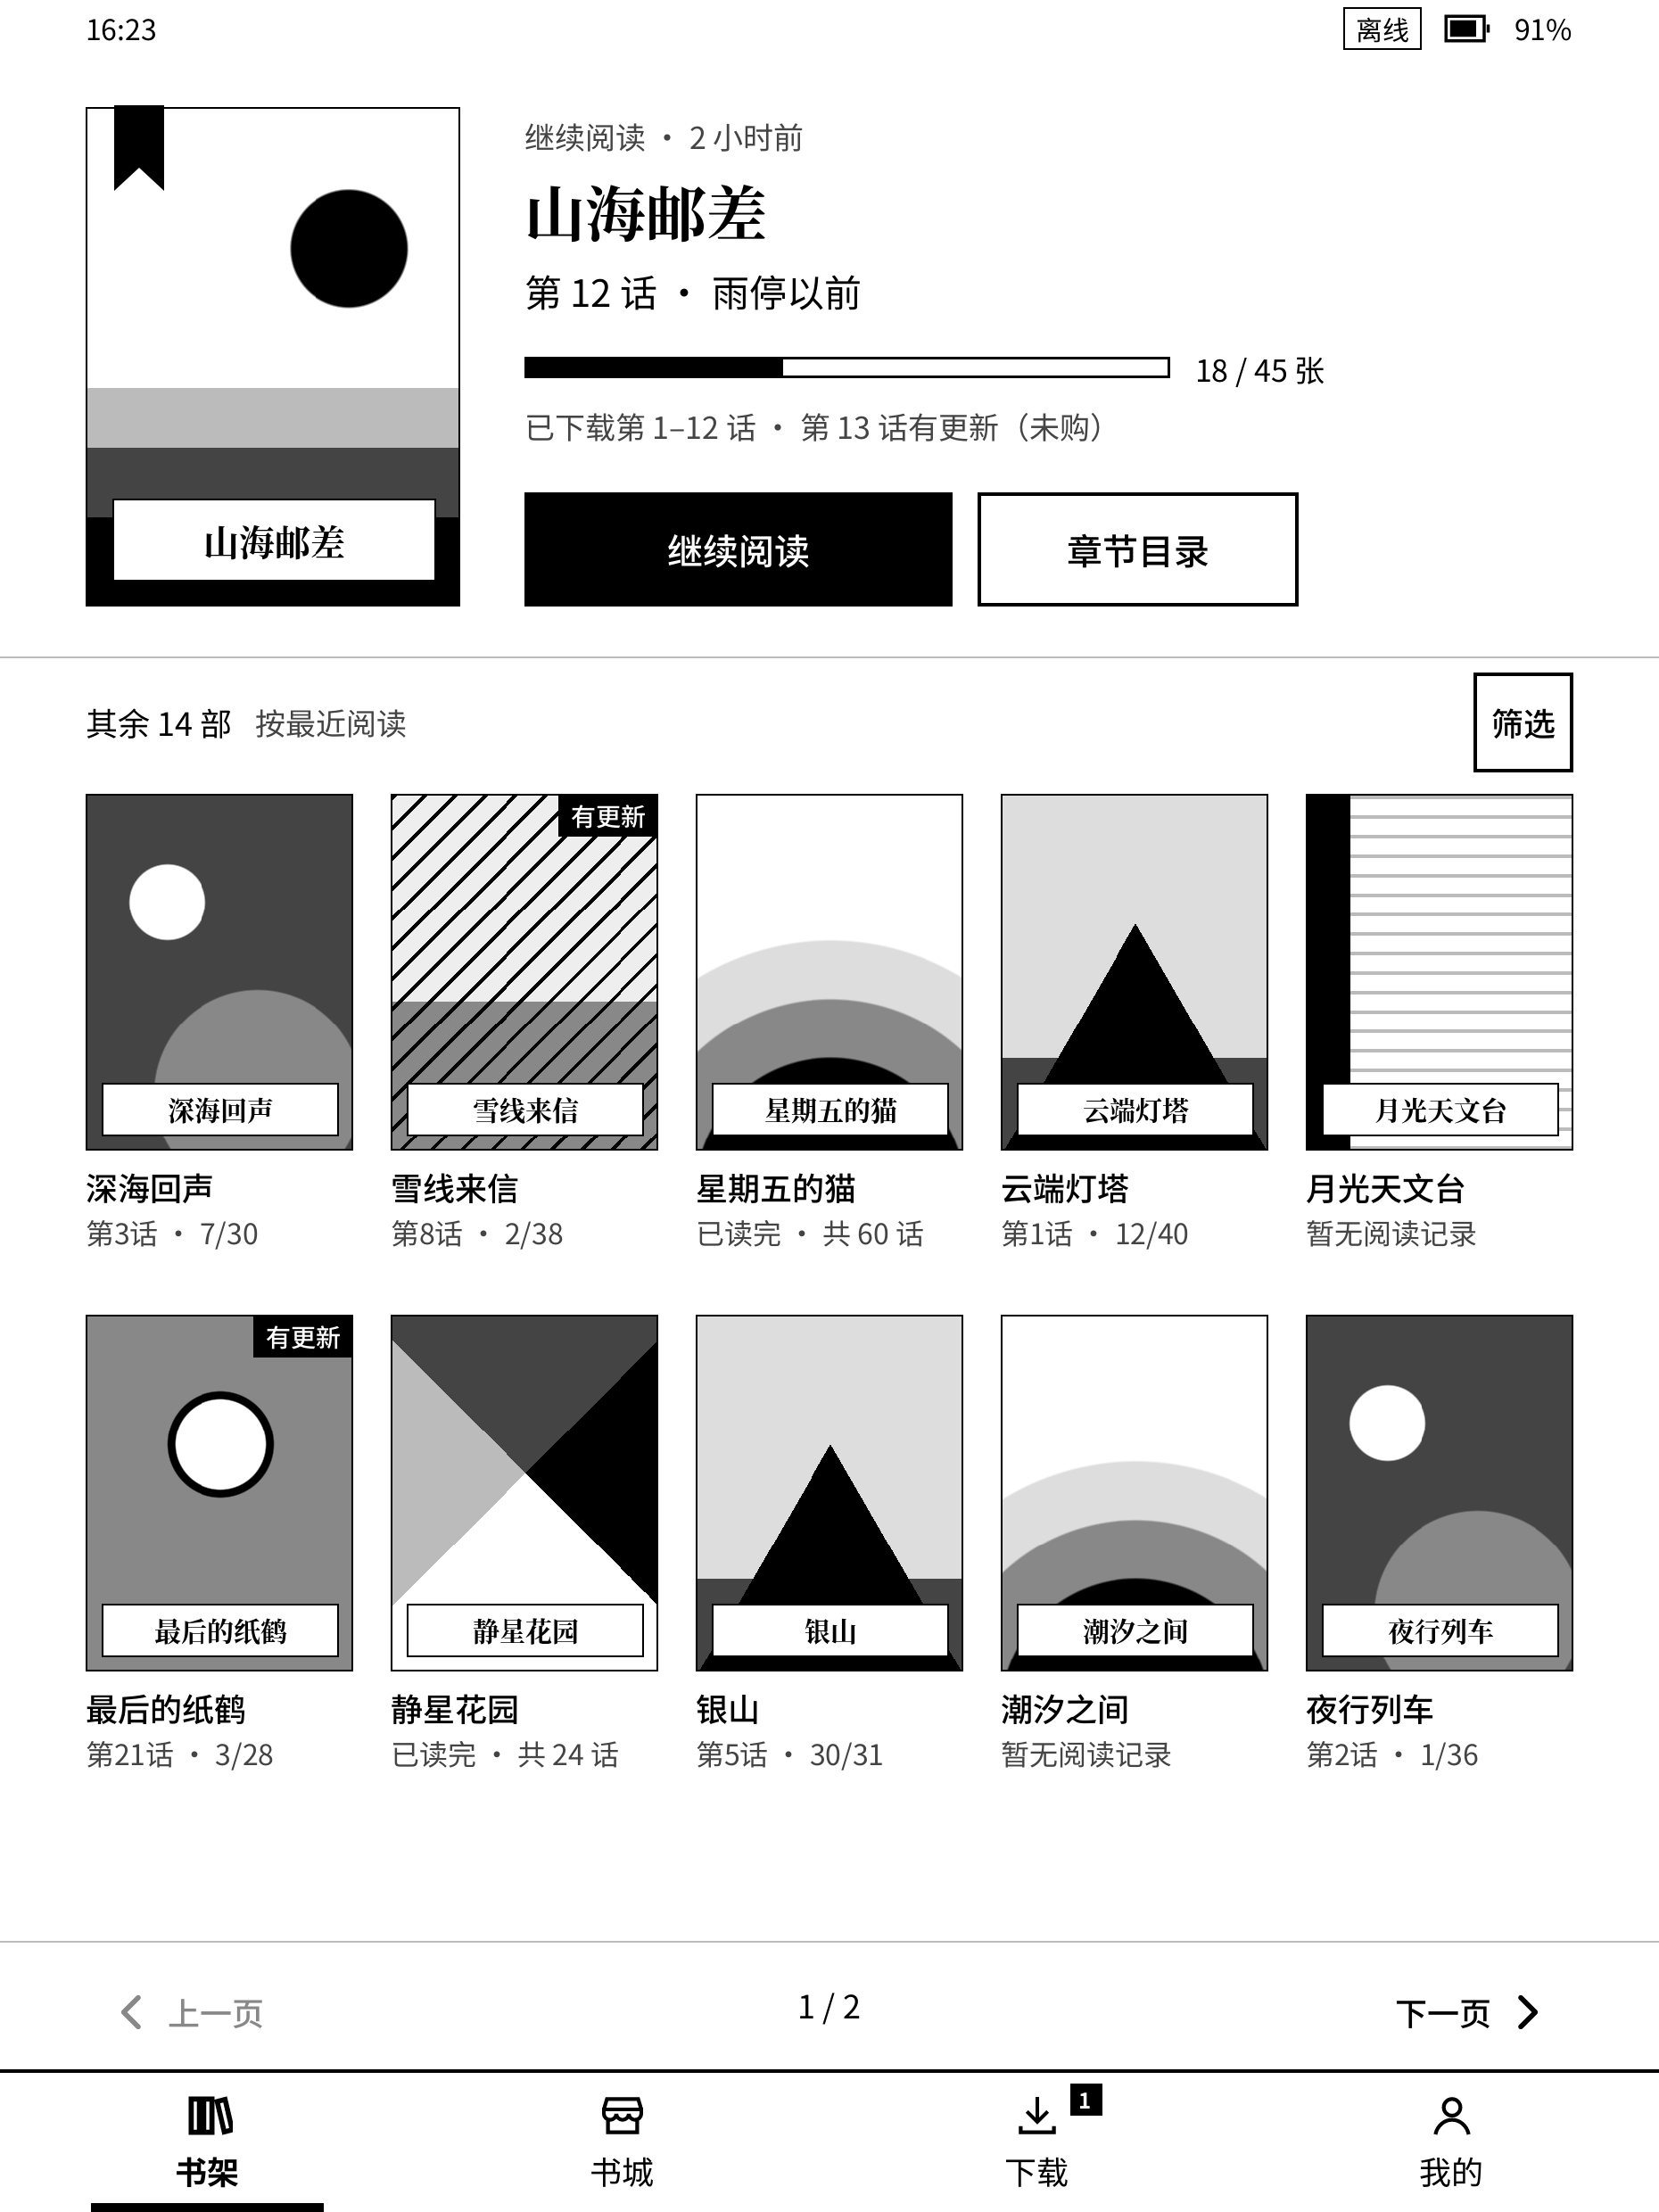 16:23
离线 91%
继续阅读 · 2 小时前
山海邮差
第 12 话 · 雨停以前
18 / 45 张
已下载第 1–12 话 · 第 13 话有更新（未购）
山海邮差
继续阅读
章节目录
其余 14 部 按最近阅读
筛选
深海回声
有更新
雪线来信
星期五的猫
云端灯塔
月光天文台
深海回声
第3话 · 7/30
雪线来信
第8话 · 2/38
星期五的猫
已读完 · 共 60 话
云端灯塔
第1话 · 12/40
月光天文台
暂无阅读记录
有更新
最后的纸鹤
静星花园
银山
潮汐之间
夜行列车
最后的纸鹤
第21话 · 3/28
静星花园
已读完 · 共 24 话
银山
第5话 · 30/31
潮汐之间
暂无阅读记录
夜行列车
第2话 · 1/36
上一页
1 / 2
下一页
书架
书城
1
下载
我的